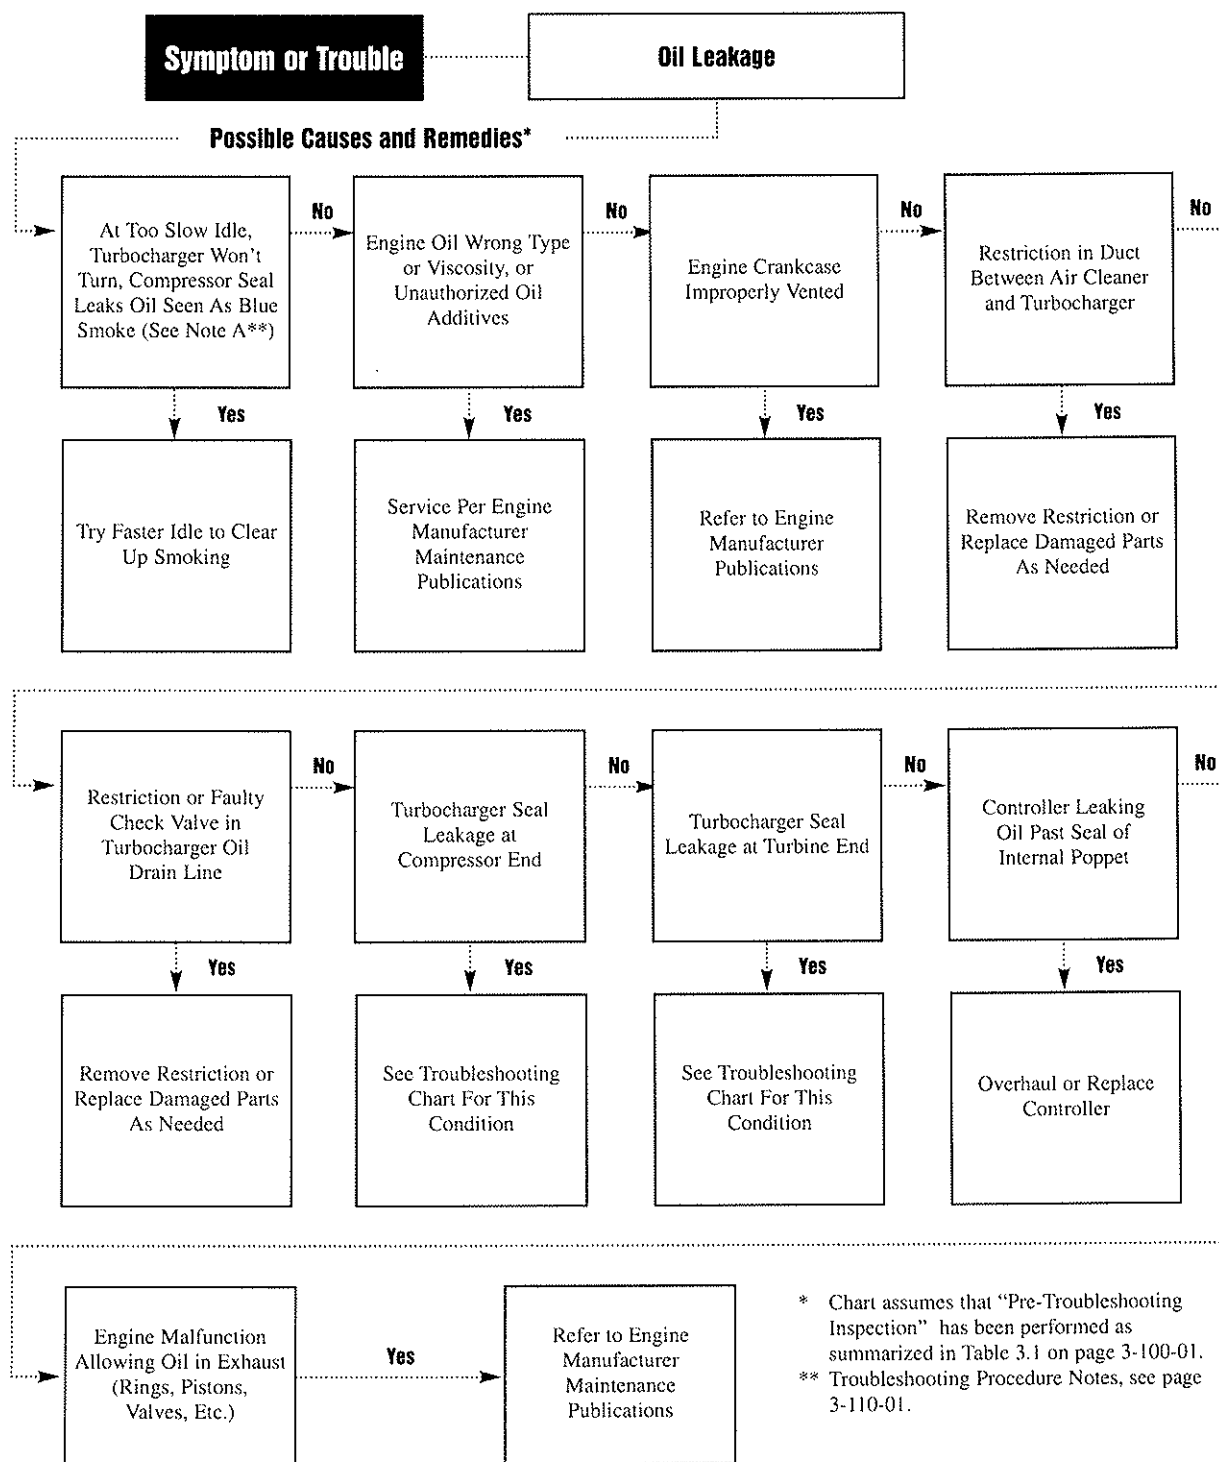 Symptom or Trouble
Oil Leakage
Possible Causes and Remedies*
At Too Slow Idle,
Turbocharger Won't
Turn, Compressor Seal
Leaks Oil Seen As Blue
Smoke (See Note A**)
No
Engine Oil Wrong Type
or Viscosity, or
Unauthorized Oil
Additives
No
Engine Crankcase
Improperly Vented
No
Restriction in Duct
Between Air Cleaner
and Turbocharger
No
Yes
Yes
Yes
Yes
Try Faster Idle to Clear
Up Smoking
Service Per Engine
Manufacturer
Maintenance
Publications
Refer to Engine
Manufacturer
Publications
Remove Restriction or
Replace Damaged Parts
As Needed
Restriction or Faulty
Check Valve in
Turbocharger Oil
Drain Line
No
Turbocharger Seal
Leakage at
Compressor End
No
Turbocharger Seal
Leakage at Turbine End
No
Controller Leaking
Oil Past Seal of
Internal Poppet
No
Yes
Yes
Yes
Yes
Remove Restriction or
Replace Damaged Parts
As Needed
See Troubleshooting
Chart For This
Condition
See Troubleshooting
Chart For This
Condition
Overhaul or Replace
Controller
Engine Malfunction
Allowing Oil in Exhaust
(Rings, Pistons,
Valves, Etc.)
Yes
Refer to Engine
Manufacturer
Maintenance
Publications
* Chart assumes that "Pre-Troubleshooting
Inspection" has been performed as
summarized in Table 3.1 on page 3-100-01.
** Troubleshooting Procedure Notes, see page
3-110-01.